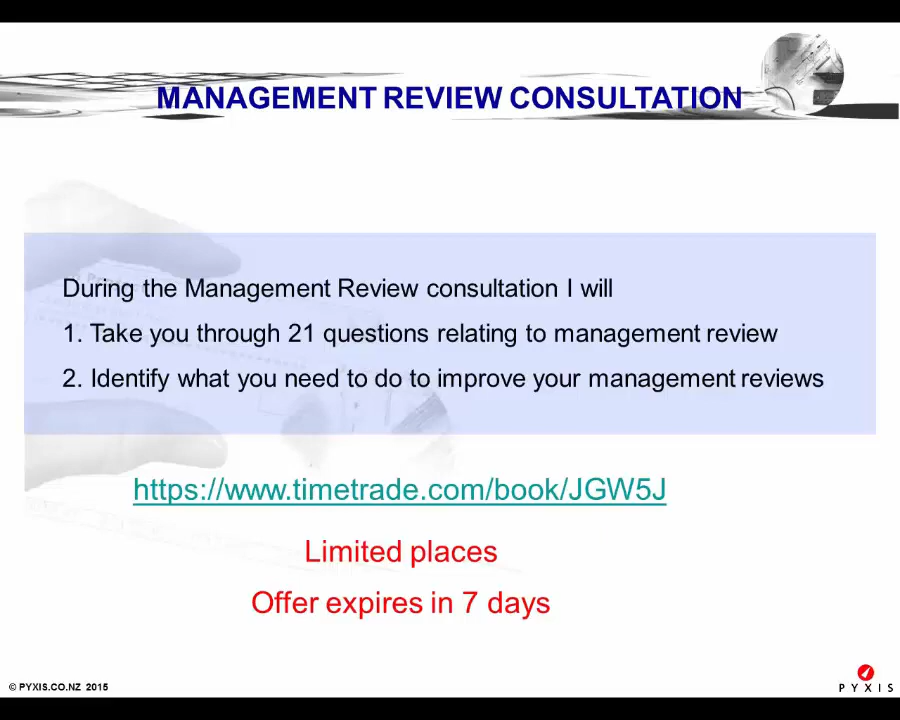 MANAGEMENT REVIEW CONSULTATION
During the Management Review consultation I will
1. Take you through 21 questions relating to management review
2. Identify what you need to do to improve your management reviews
https://www.timetrade.com/book/JGW5J
Limited places
Offer expires in 7 days
© PYXIS.CO.NZ 2015
PYXIS